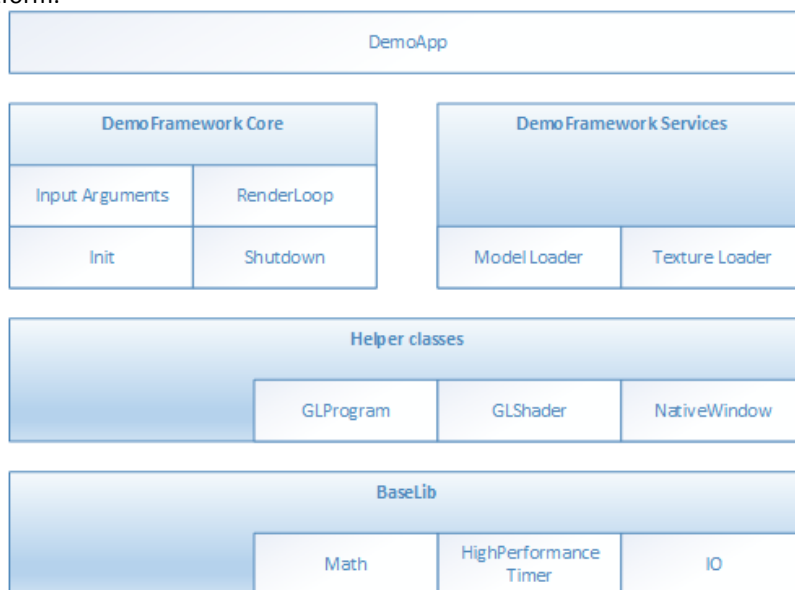 DemoApp
DemoFramework Core
DemoFramework Services
Input Arguments
RenderLoop
Init
Shutdown
Model Loader
Texture Loader
Helper classes
GLProgram
GLShader
NativeWindow
BaseLib
Math
HighPerformance
Timer
IO